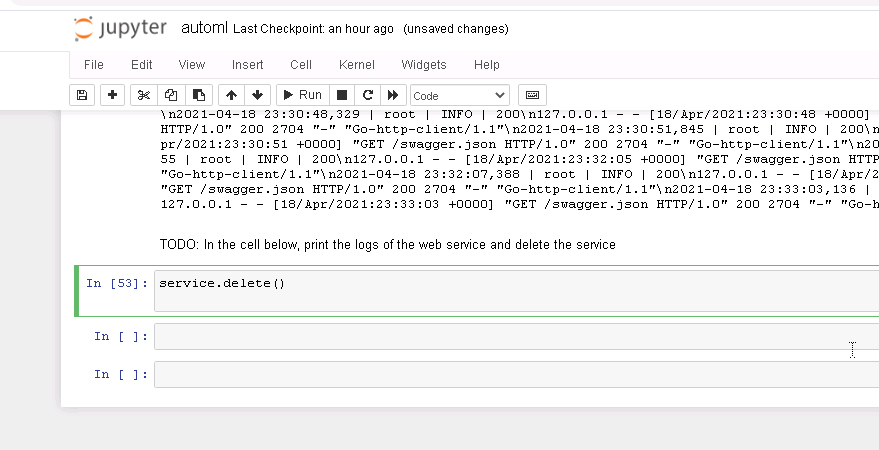 jupyter automl Last Checkpoint: an hour ago (unsaved changes)
File Edit View Insert Cell Kernel Widgets Help
Run Code
\n2021-04-18 23:30:48,329 | root | INFO | 200\n127.0.0.1 - - [18/Apr/2021:23:30:48 +0000]
HTTP/1.0" 200 2704 "-" "Go-http-client/1.1"\n2021-04-18 23:30:51,845 | root | INFO | 200\n
pr/2021:23:30:51 +0000] "GET /swagger.json HTTP/1.0" 200 2704 "-" "Go-http-client/1.1"\n
55 | root | INFO | 200\n127.0.0.1 - - [18/Apr/2021:23:32:05 +0000] "GET /swagger.json HTTP
"Go-http-client/1.1"\n2021-04-18 23:32:07,388 | root | INFO | 200\n127.0.0.1 - - [18/Apr/2
"GET /swagger.json HTTP/1.0" 200 2704 "-" "Go-http-client/1.1"\n2021-04-18 23:33:03,136 |
127.0.0.1 - - [18/Apr/2021:23:33:03 +0000] "GET /swagger.json HTTP/1.0" 200 2704 "-" "Go-h
TODO: In the cell below, print the logs of the web service and delete the service
In [53]: service.delete()
In [ ]:
In [ ]: